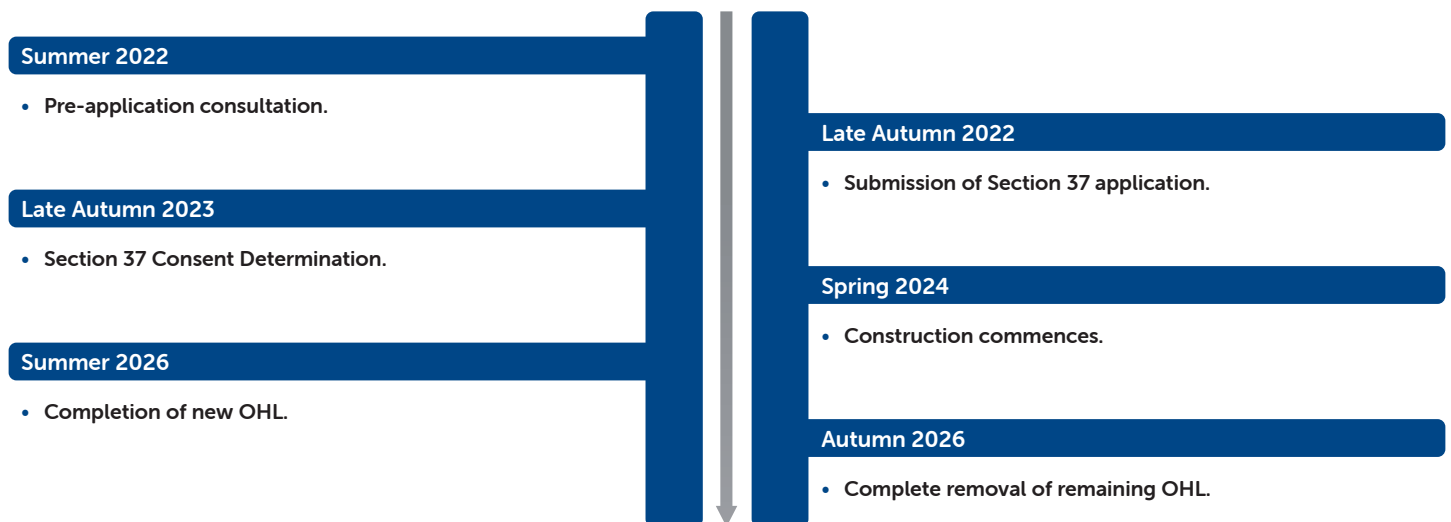 Summer 2022
• Pre-application consultation.
Late Autumn 2022
• Submission of Section 37 application.
Late Autumn 2023
• Section 37 Consent Determination.
Spring 2024
• Construction commences.
Summer 2026
• Completion of new OHL.
Autumn 2026
• Complete removal of remaining OHL.